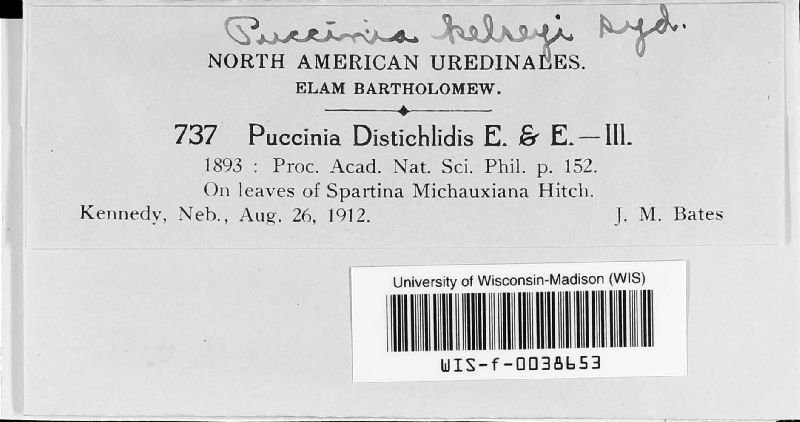 Puccinia kelseyi Syd.
NORTH AMERICAN UREDINALES.
ELAM BARTHOLOMEW.
737 Puccinia Distichlidis E. & E.—III.
1893 : Proc. Acad. Nat. Sci. Phil. p. 152.
On leaves of Spartina Michauxiana Hitch.
Kennedy, Neb., Aug. 26, 1912. J. M. Bates
University of Wisconsin-Madison (WIS)
WIS-f-0038653